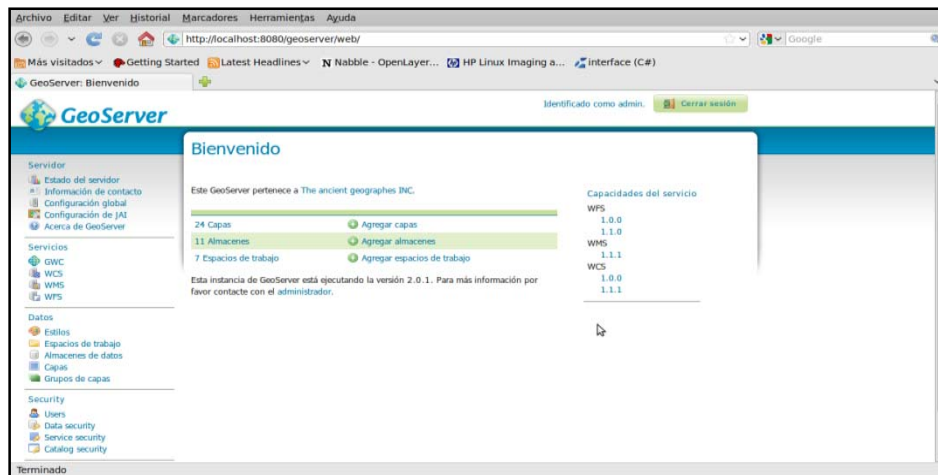 Archivo Editar Ver Historial Marcadores Herramientas Ayuda
http://localhost:8080/geoserver/web/
Google
Más visitados Getting Started Latest Headlines N Nabble - OpenLayer... HP Linux Imaging a... interface (C#)
GeoServer: Bienvenido
GeoServer
Identificado como admin. Cerrar sesión
Servidor
Estado del servidor
Información de contacto
Configuración global
Configuración de JAI
Acerca de GeoServer
Servicios
GWC
WCS
WMS
WFS
Datos
Estilos
Espacios de trabajo
Almacenes de datos
Capas
Grupos de capas
Security
Users
Data security
Service security
Catalog security
Bienvenido
Este GeoServer pertenece a The ancient geographes INC.
24 Capas Agregar capas
11 Almacenes Agregar almacenes
7 Espacios de trabajo Agregar espacios de trabajo
Esta instancia de GeoServer está ejecutando la versión 2.0.1. Para más información por
favor contacte con el administrador.
Capacidades del servicio
WFS
1.0.0
1.1.0
WMS
1.1.1
WCS
1.0.0
1.1.1
Terminado